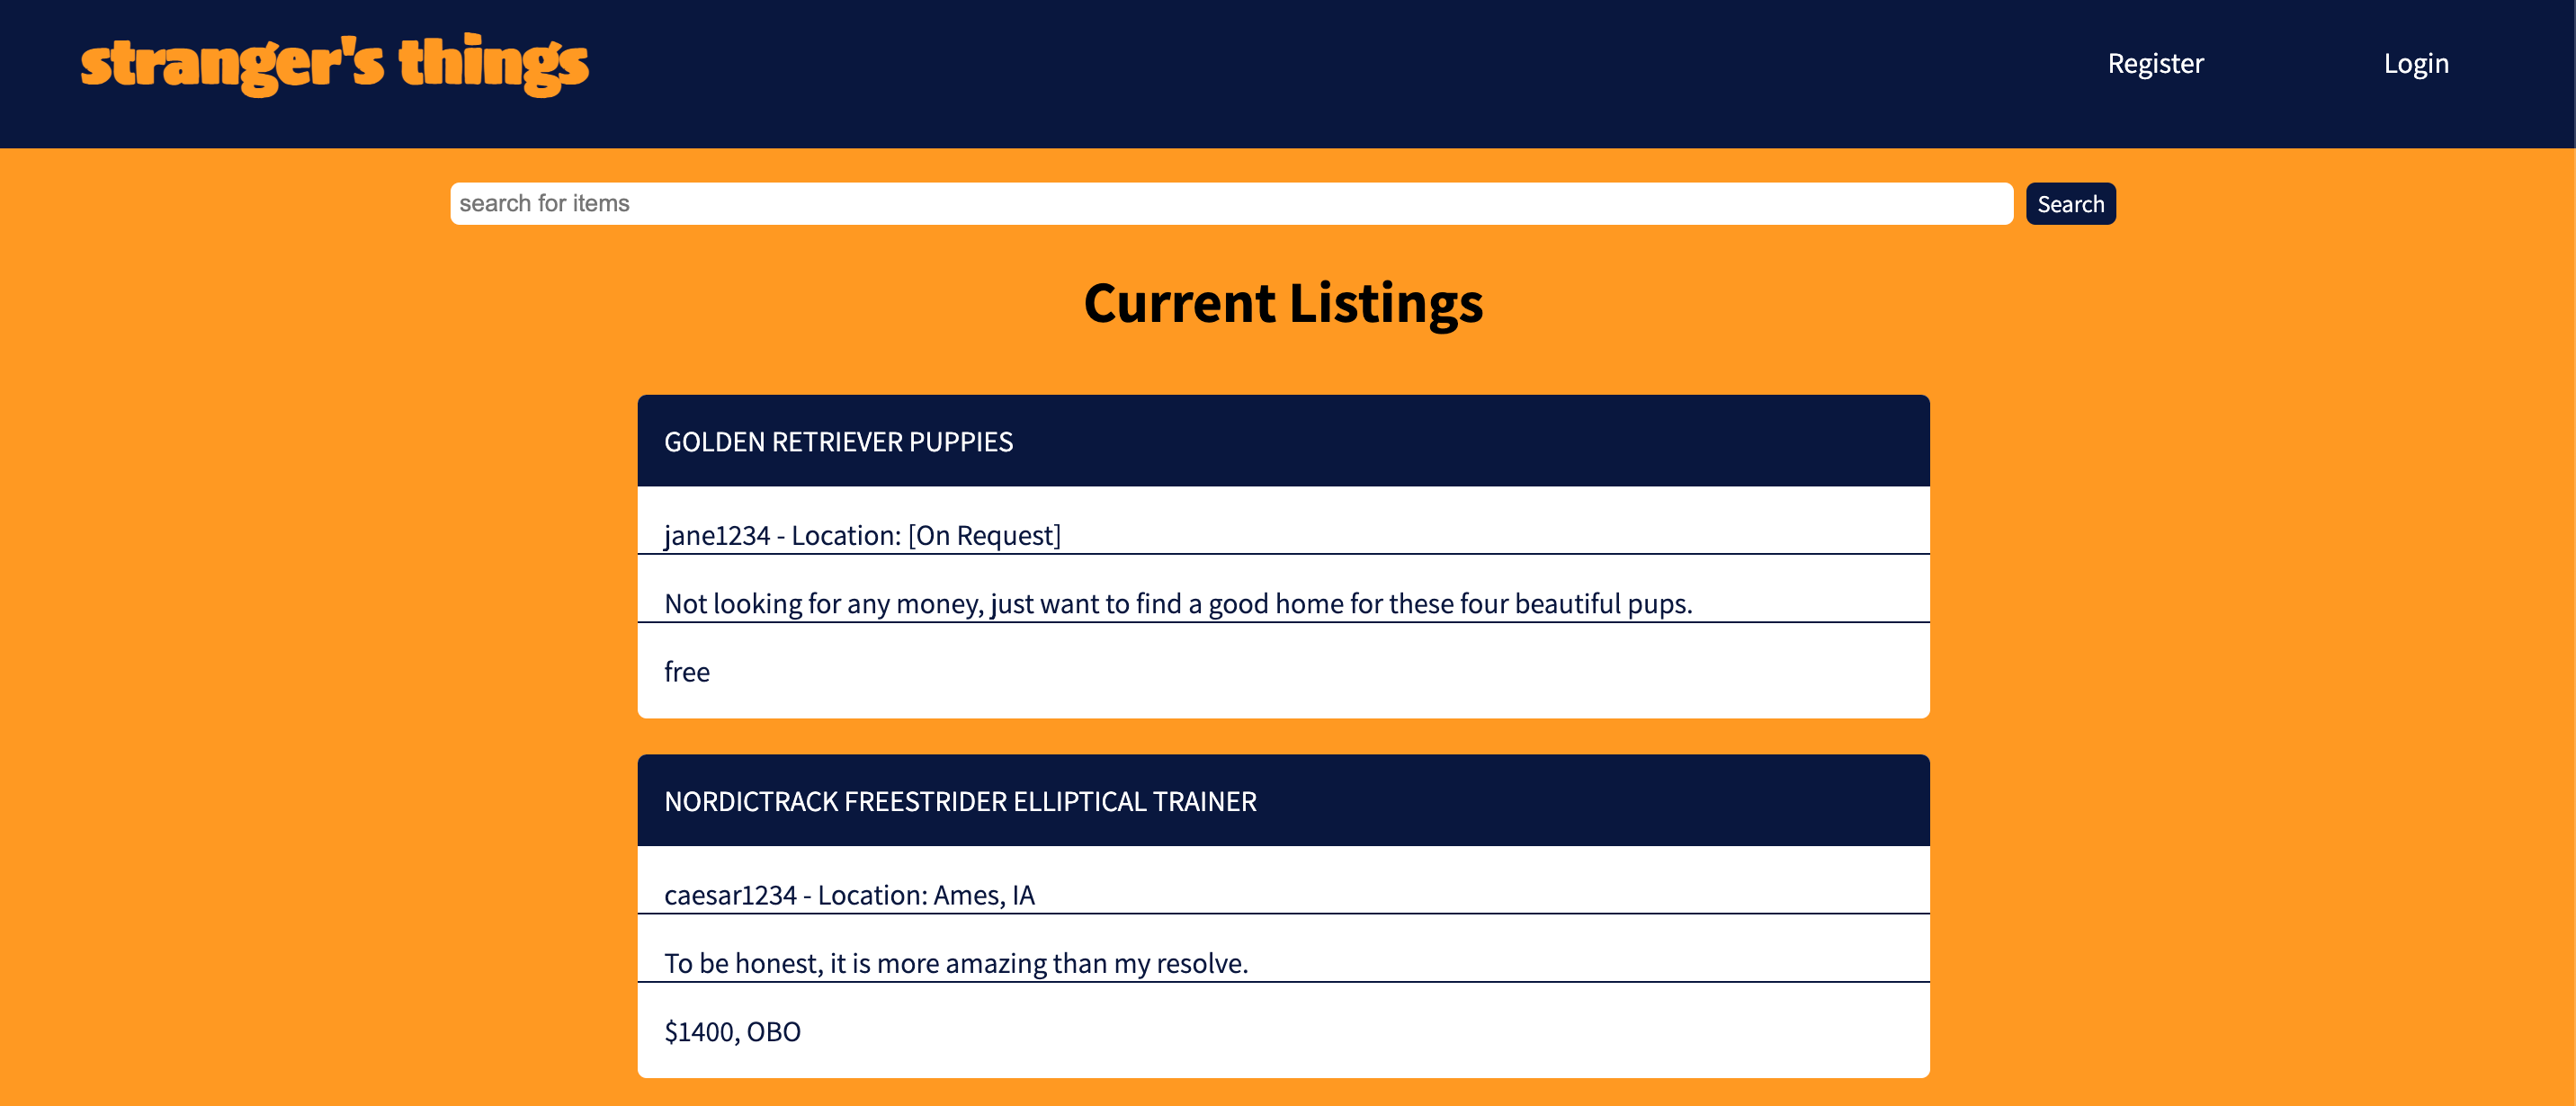 stranger's things
Register
Login
search for items
Search
Current Listings
GOLDEN RETRIEVER PUPPIES
jane1234 - Location: [On Request]
Not looking for any money, just want to find a good home for these four beautiful pups.
free
NORDICTRACK FREESTRIDER ELLIPTICAL TRAINER
caesar1234 - Location: Ames, IA
To be honest, it is more amazing than my resolve.
$1400, OBO